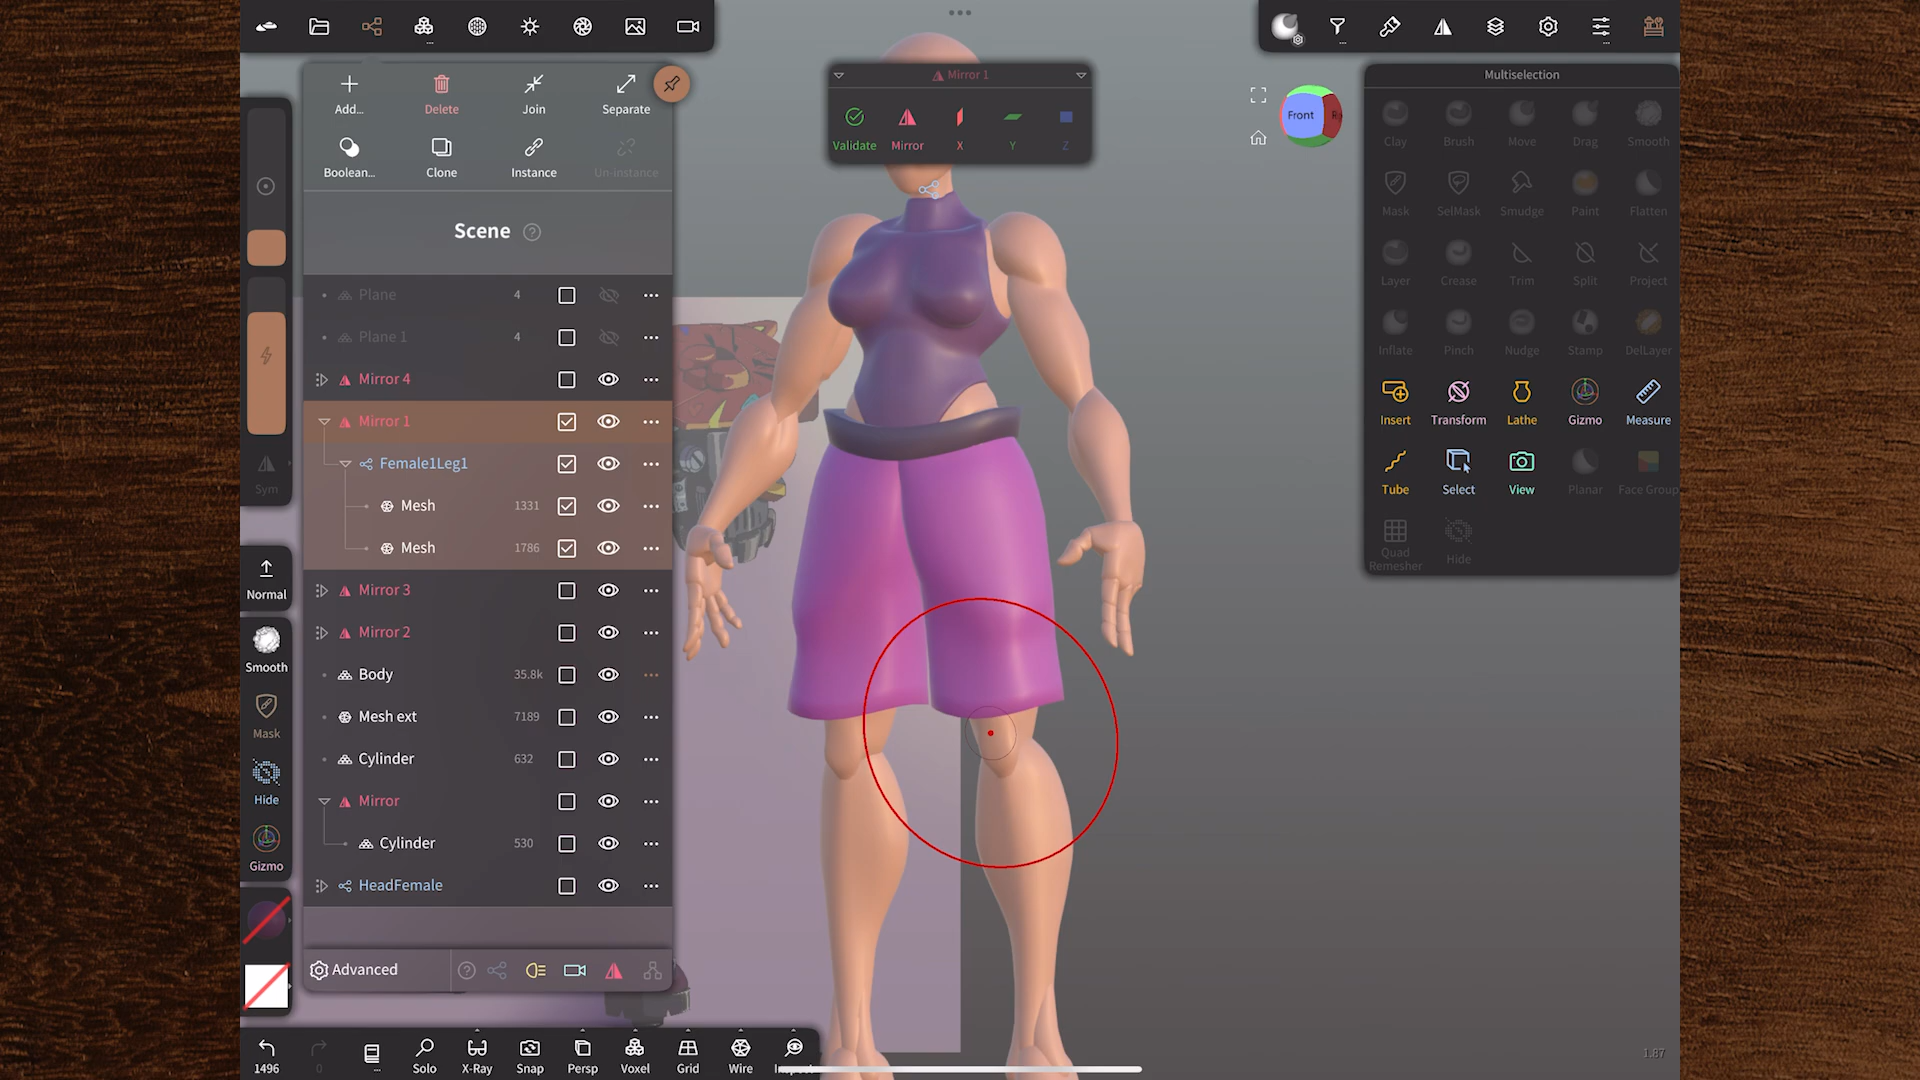 Add...
Delete
Join
Separate
Boolean...
Clone
Instance
Un-instance
Scene ?
Plane 4
Plane 1 4
Mirror 4
Mirror 1
Female1Leg1
Mesh 1331
Mesh 1786
Mirror 3
Mirror 2
Body 35.8k
Mesh ext 7189
Cylinder 632
Mirror
Cylinder 530
HeadFemale
Advanced ?
Sym
Normal
Smooth
Mask
Hide
Gizmo
1496
0
Solo
X-Ray
Snap
Persp
Voxel
Grid
Wire
Mirror 1
Validate
Mirror
X
Y
Z
Front
R
Multiselection
Clay
Brush
Move
Drag
Smooth
Mask
SelMask
Smudge
Paint
Flatten
Layer
Crease
Trim
Split
Project
Inflate
Pinch
Nudge
Stamp
DelLayer
Insert
Transform
Lathe
Gizmo
Measure
Tube
Select
View
Planar
Face Group
Quad
Remesher
Hide
1.87